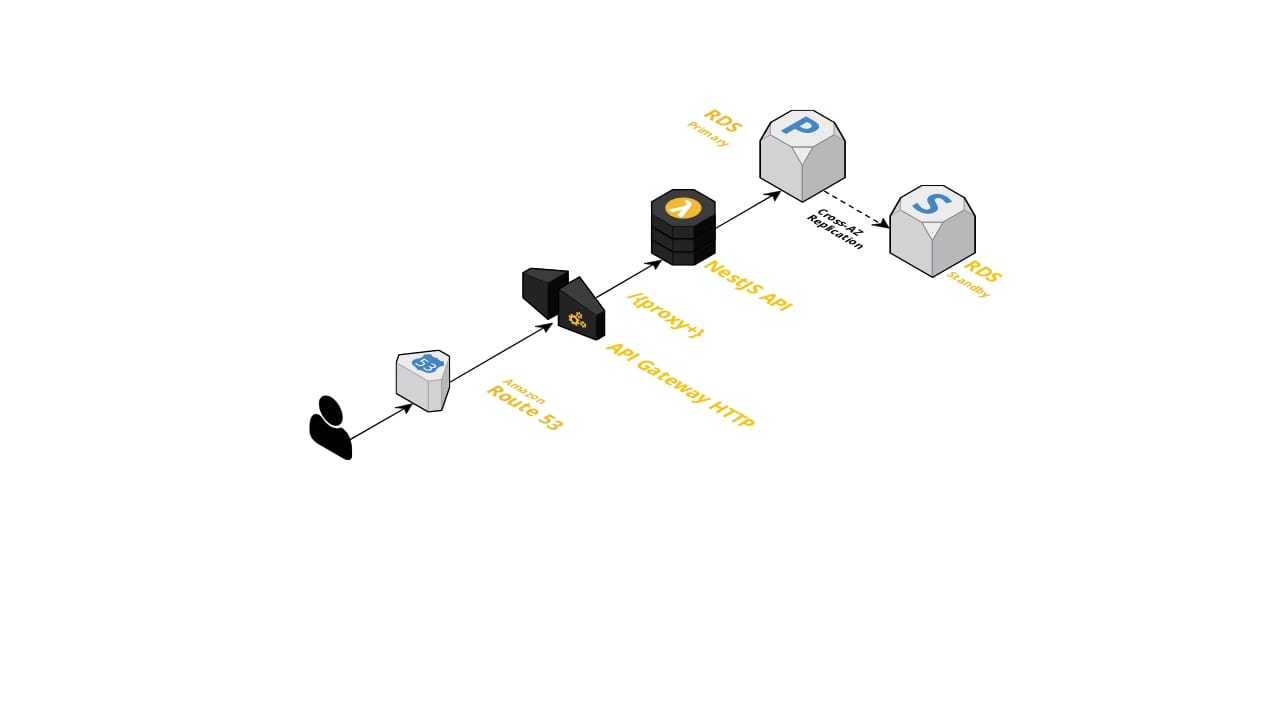 RDS
Primary
P
S
Cross-AZ
Replication
RDS
Standby
λ
NestJS API
/{proxy+}
API Gateway HTTP
53
Amazon
Route 53